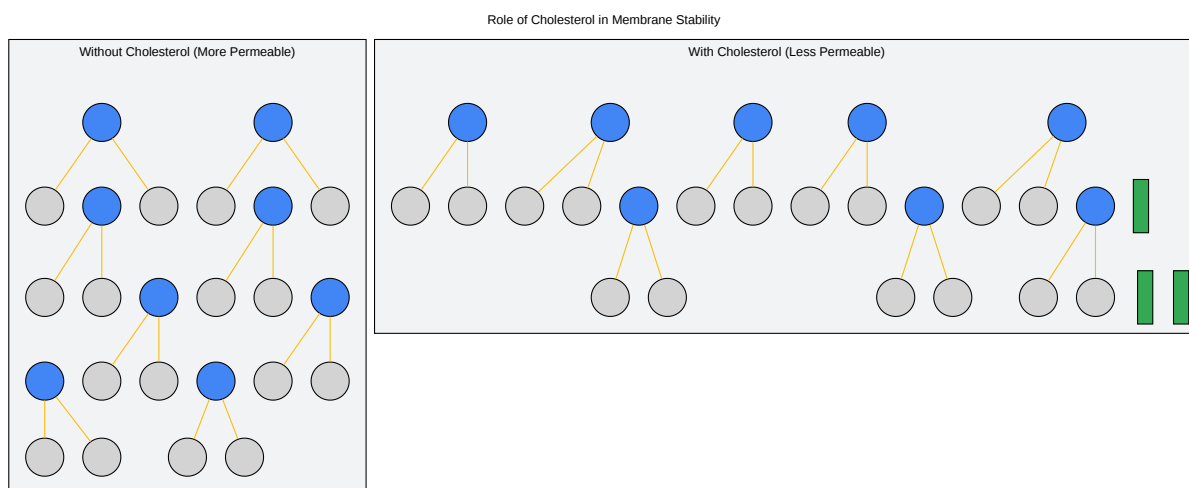 Role of Cholesterol in Membrane Stability
Without Cholesterol (More Permeable)
With Cholesterol (Less Permeable)